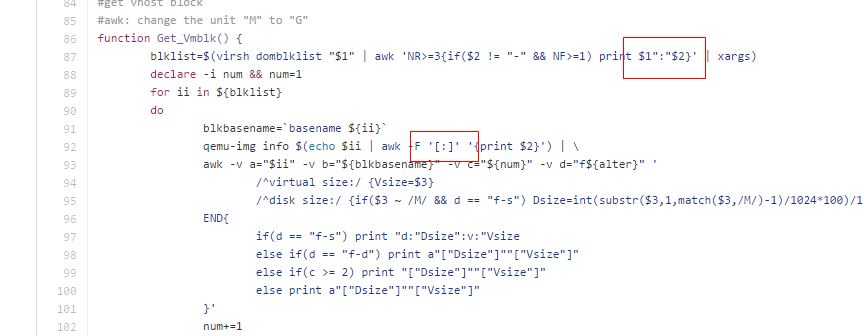 84 #get vhost block
85 #awk: change the unit "M" to "G"
86 function Get_Vmblk() {
87 blklist=$(virsh domblklist "$1" | awk 'NR>=3{if($2 != "-" && NF>=1) print $1":"$2}' | xargs)
88 declare -i num && num=1
89 for ii in ${blklist}
90 do
91 blkbasename=`basename ${ii}`
92 qemu-img info $(echo $ii | awk -F '[:]' '{print $2}') | \
93 awk -v a="$ii" -v b="${blkbasename}" -v c="${num}" -v d="f${alter}" '
94 /^virtual size:/ {Vsize=$3}
95 /^disk size:/ {if($3 ~ /M/ && d == "f-s") Dsize=int(substr($3,1,match($3,/M/)-1)/1024*100)/1
96 END{
97 if(d == "f-s") print "d:"Dsize":v:"Vsize
98 else if(d == "f-d") print a"["Dsize"]""["Vsize"]"
99 else if(c >= 2) print "["Dsize"]""["Vsize"]"
100 else print a"["Dsize"]""["Vsize"]"
101 }'
102 num+=1